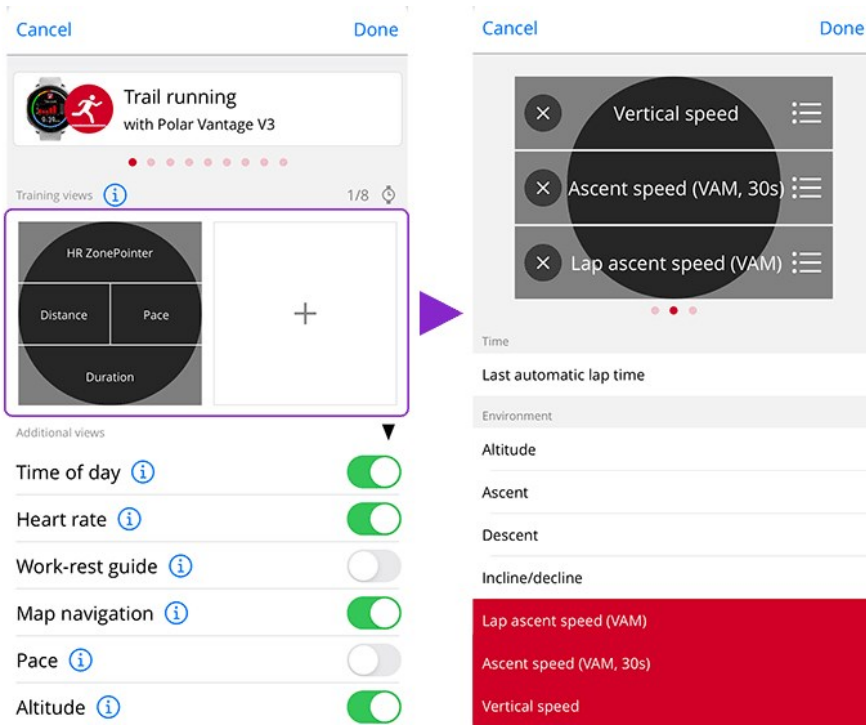 Cancel
Done
Trail running
with Polar Vantage V3
Training views
1/8
HR ZonePointer
Distance
Pace
Duration
+
Additional views
Time of day
Heart rate
Work-rest guide
Map navigation
Pace
Altitude
Cancel
Done
Vertical speed
Ascent speed (VAM, 30s)
Lap ascent speed (VAM)
Time
Last automatic lap time
Environment
Altitude
Ascent
Descent
Incline/decline
Lap ascent speed (VAM)
Ascent speed (VAM, 30s)
Vertical speed